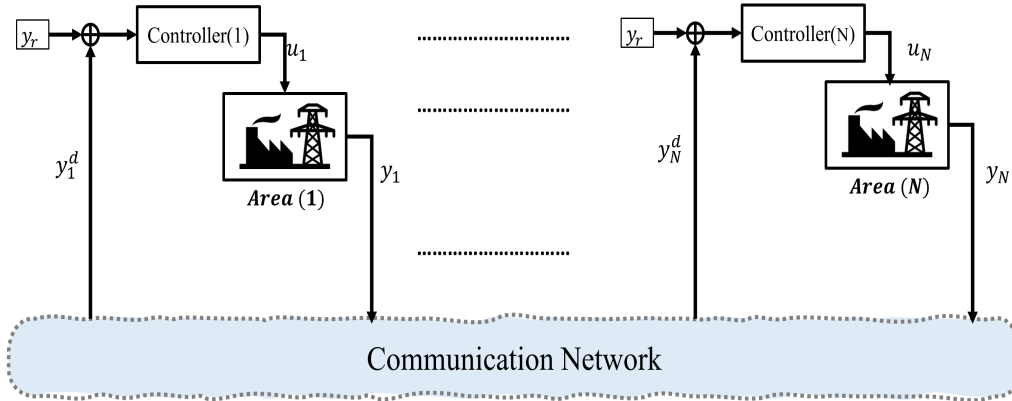 y_r
Controller(1)
u_1
y_1^d
y_1
Area (1)
y_r
Controller(N)
u_N
y_N^d
y_N
Area (N)
Communication Network